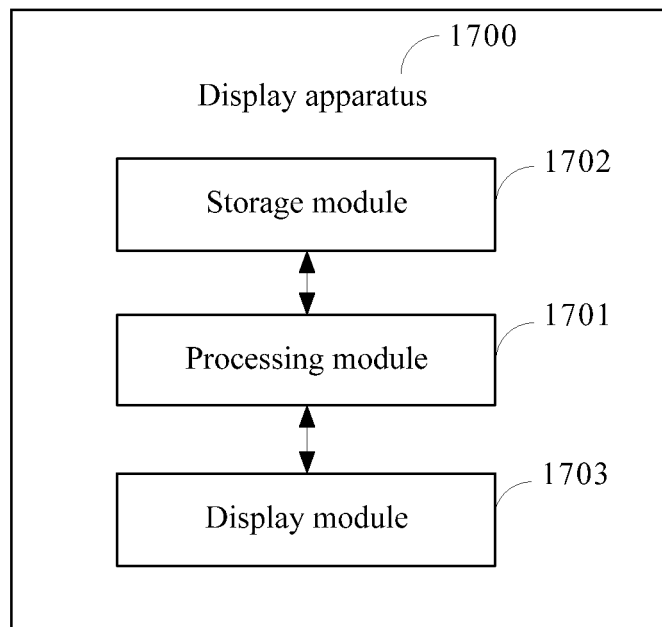 1700
Display apparatus
1702
Storage module
1701
Processing module
1703
Display module